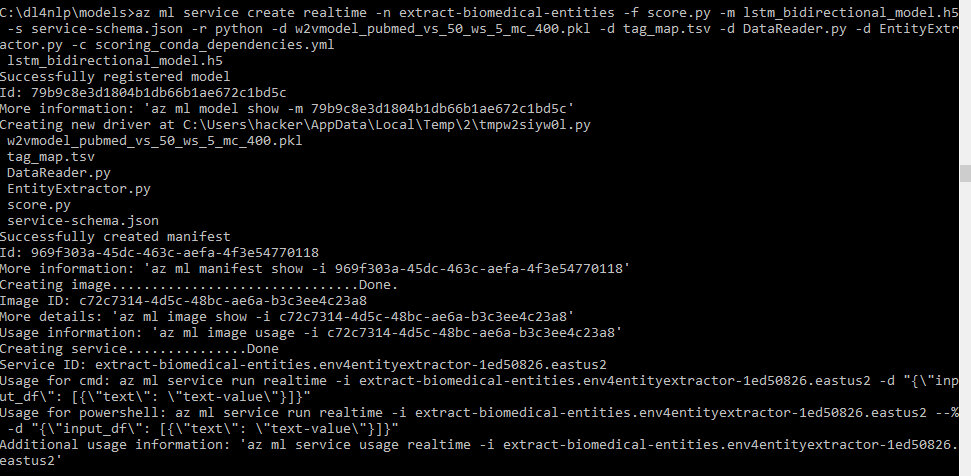 C:\dl4nlp\models>az ml service create realtime -n extract-biomedical-entities -f score.py -m lstm_bidirectional_model.h5
 -s service-schema.json -r python -d w2vmodel_pubmed_vs_50_ws_5_mc_400.pkl -d tag_map.tsv -d DataReader.py -d EntityExtr
actor.py -c scoring_conda_dependencies.yml
 lstm_bidirectional_model.h5
Successfully registered model
Id: 79b9c8e3d1804b1db66b1ae672c1bd5c
More information: 'az ml model show -m 79b9c8e3d1804b1db66b1ae672c1bd5c'
Creating new driver at C:\Users\hacker\AppData\Local\Temp\2\tmpw2siyw0l.py
 w2vmodel_pubmed_vs_50_ws_5_mc_400.pkl
 tag_map.tsv
 DataReader.py
 EntityExtractor.py
 score.py
 service-schema.json
Successfully created manifest
Id: 969f303a-45dc-463c-aefa-4f3e54770118
More information: 'az ml manifest show -i 969f303a-45dc-463c-aefa-4f3e54770118'
Creating image...............................Done.
Image ID: c72c7314-4d5c-48bc-ae6a-b3c3ee4c23a8
More details: 'az ml image show -i c72c7314-4d5c-48bc-ae6a-b3c3ee4c23a8'
Usage information: 'az ml image usage -i c72c7314-4d5c-48bc-ae6a-b3c3ee4c23a8'
Creating service...............Done
Service ID: extract-biomedical-entities.env4entityextractor-1ed50826.eastus2
Usage for cmd: az ml service run realtime -i extract-biomedical-entities.env4entityextractor-1ed50826.eastus2 -d "{\"inp
ut_df\": [{\"text\": \"text-value\"}]}"
Usage for powershell: az ml service run realtime -i extract-biomedical-entities.env4entityextractor-1ed50826.eastus2 --%
 -d "{\"input_df\": [{\"text\": \"text-value\"}]}"
Additional usage information: 'az ml service usage realtime -i extract-biomedical-entities.env4entityextractor-1ed50826.
eastus2'